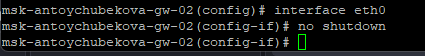 msk-antoychubekova-gw-02(config)# interface eth0
msk-antoychubekova-gw-02(config-if)# no shutdown
msk-antoychubekova-gw-02(config-if)#